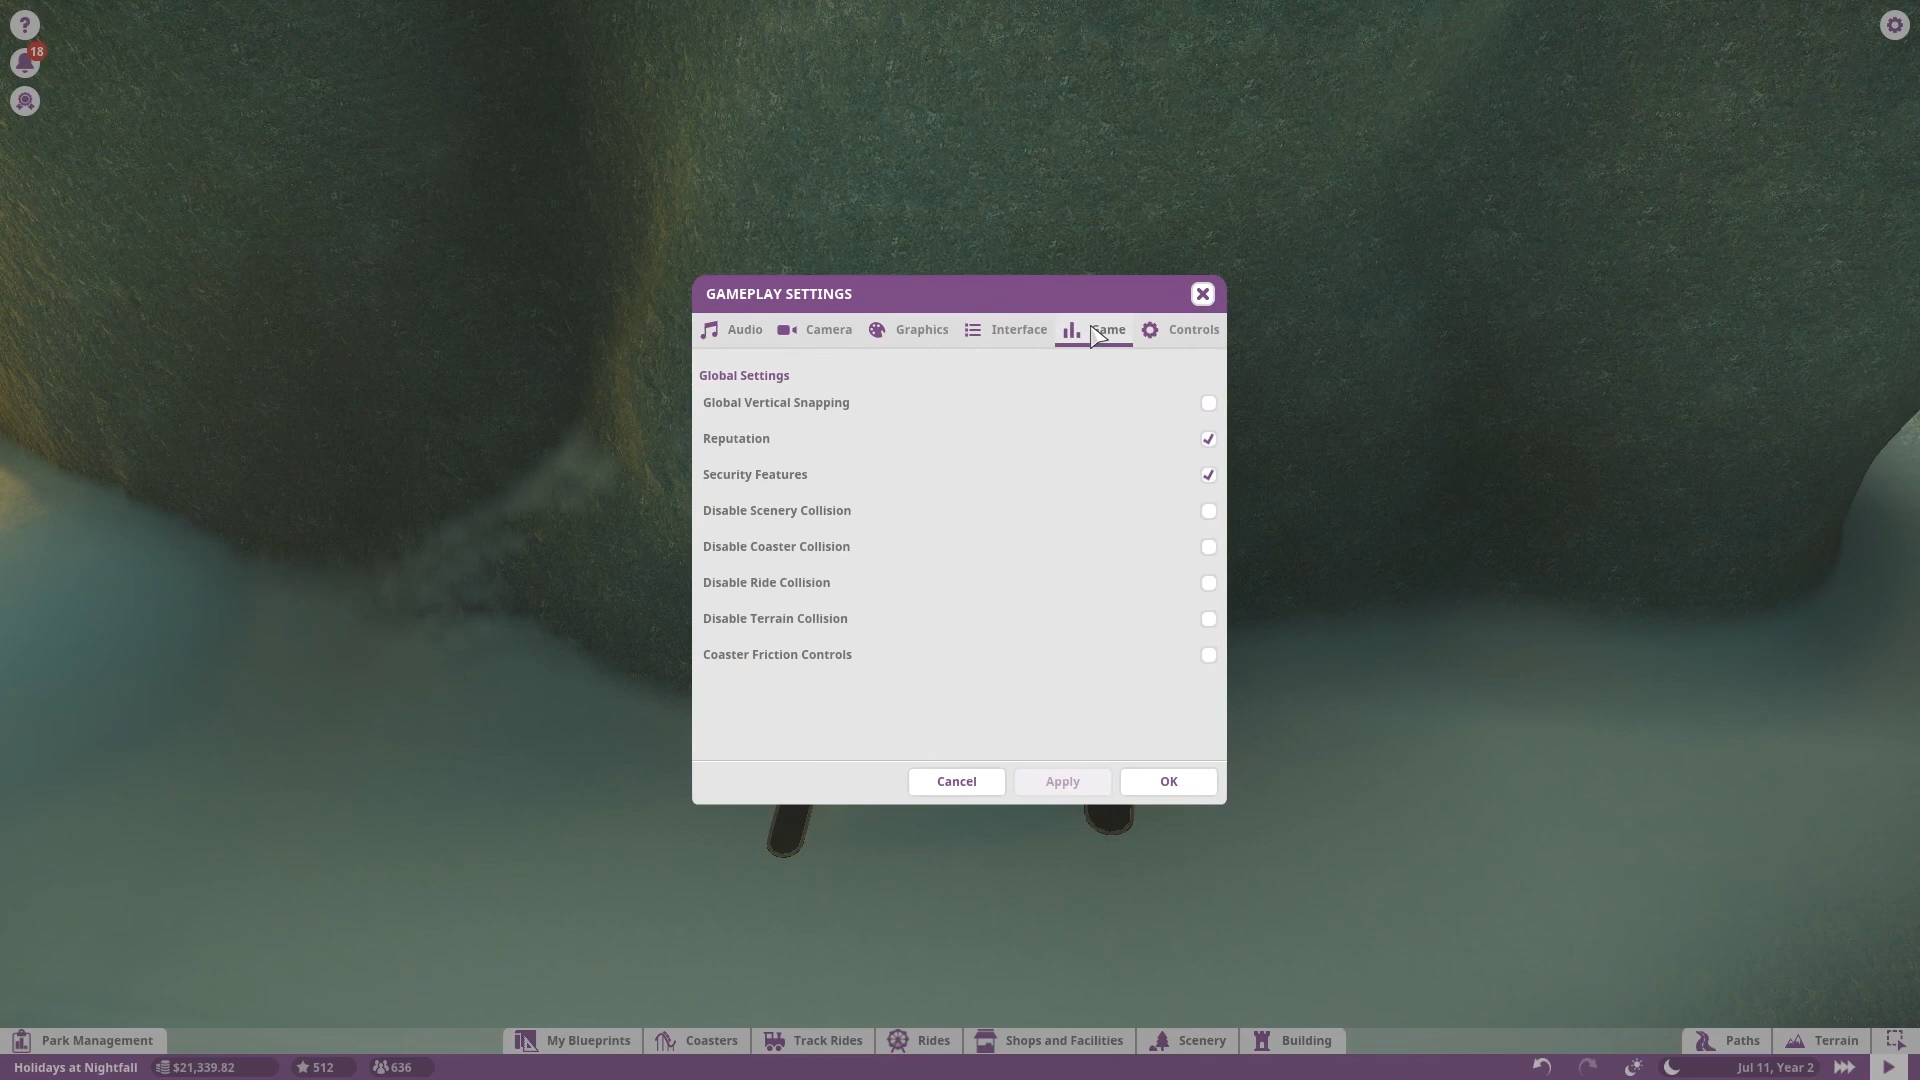 ?
18
GAMEPLAY SETTINGS
Audio Camera Graphics Interface Game Controls
Global Settings
Global Vertical Snapping
Reputation
Security Features
Disable Scenery Collision
Disable Coaster Collision
Disable Ride Collision
Disable Terrain Collision
Coaster Friction Controls
Cancel Apply OK
Park Management My Blueprints Coasters Track Rides Rides Shops and Facilities Scenery Building Paths Terrain
Holidays at Nightfall $21,339.82 512 636 Jul 11, Year 2